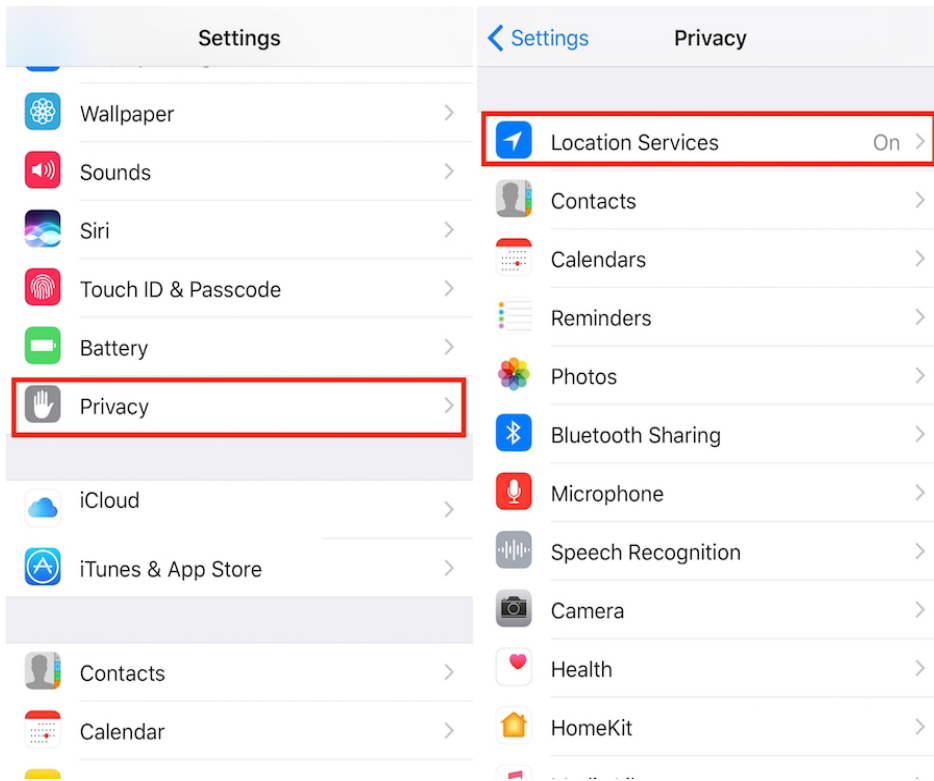 Settings
Wallpaper
Sounds
Siri
Touch ID & Passcode
Battery
Privacy
iCloud
iTunes & App Store
Contacts
Calendar
Settings
Privacy
Location Services On
Contacts
Calendars
Reminders
Photos
Bluetooth Sharing
Microphone
Speech Recognition
Camera
Health
HomeKit